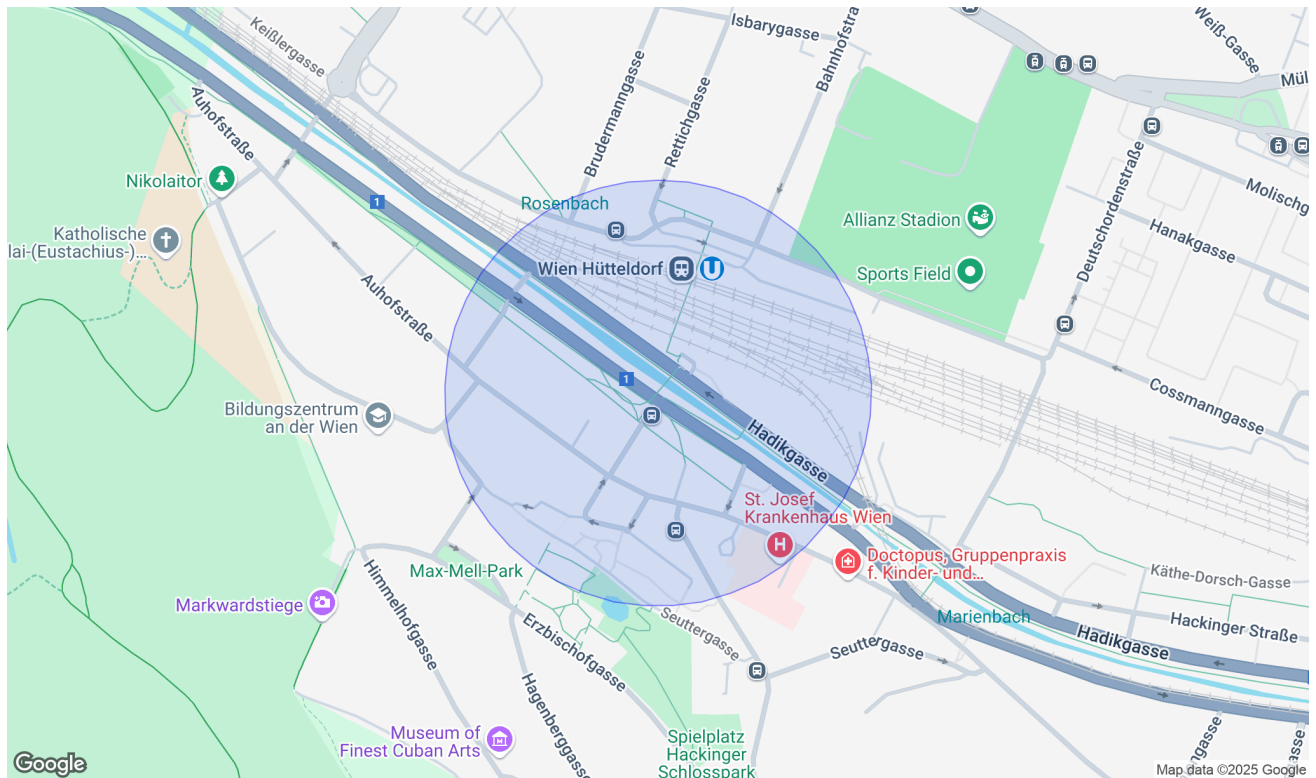 Isbarygasse
Weiß-Gasse
Keißlergasse
Bahnhofstra
Mül
Auhofstraße
Brudermanngasse
Rettichgasse
Deutschordenstraße
Nikolaitor
1
Rosenbach
Molischg
Katholische
lai-(Eustachius-)...
Allianz Stadion
Hanakgasse
Wien Hütteldorf
U
Sports Field
Auhofstraße
1
Cossmanngasse
Bildungszentrum
an der Wien
Hadikgasse
St. Josef
Krankenhaus Wien
H
Doctopus, Gruppenpraxis
f. Kinder- und...
Max-Mell-Park
Käthe-Dorsch-Gasse
Markwardstiege
Himmelhofgasse
Erzbischofgasse
Seuttergasse
Marienbach
Hackinger Straße
Hadikgasse
Seuttergasse
Hagenberggasse
Museum of
Finest Cuban Arts
Spielplatz
Hackinger
Schlosspark
ngasse
gasse
Google
Map data ©2025 Google